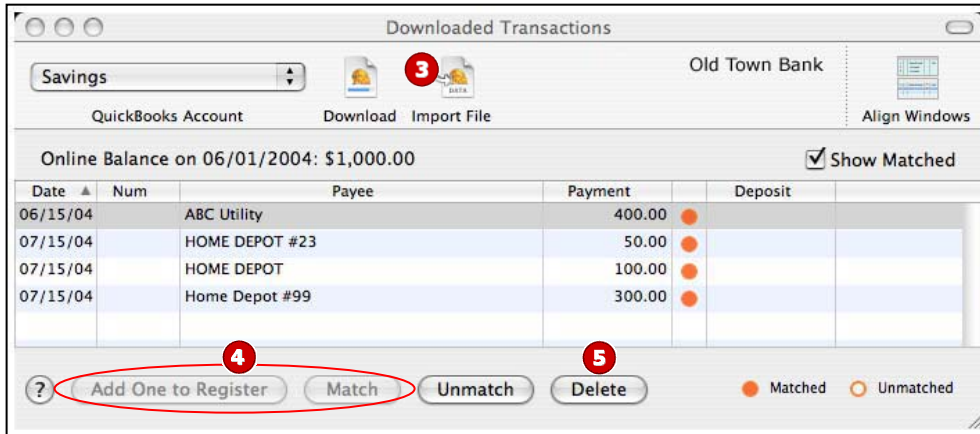 Downloaded Transactions
Savings
3
DATA
Old Town Bank
QuickBooks Account Download Import File Align Windows
Online Balance on 06/01/2004: $1,000.00 Show Matched
Date Num Payee Payment Deposit
06/15/04 ABC Utility 400.00
07/15/04 HOME DEPOT #23 50.00
07/15/04 HOME DEPOT 100.00
07/15/04 Home Depot #99 300.00
4 5
? Add One to Register Match Unmatch Delete Matched Unmatched